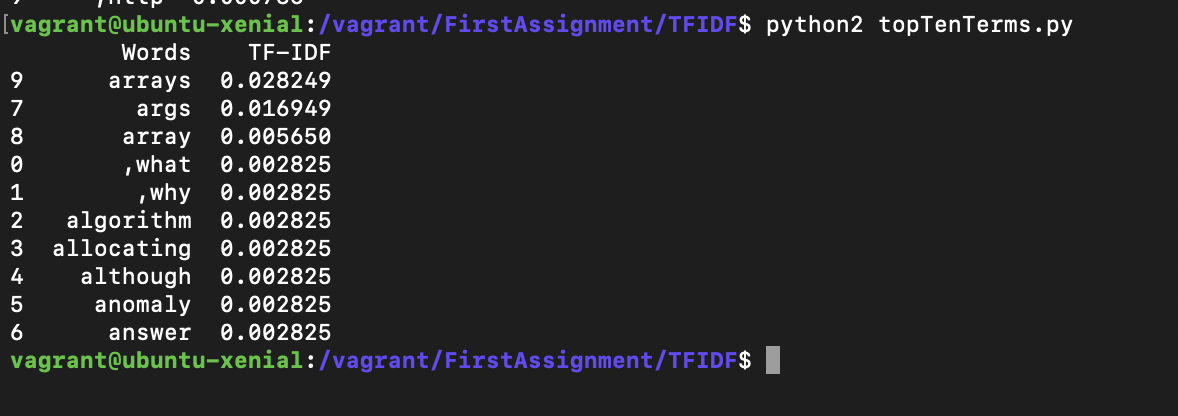 [vagrant@ubuntu-xenial:/vagrant/FirstAssignment/TFIDF$ python2 topTenTerms.py
Words TF-IDF
9 arrays 0.028249
7 args 0.016949
8 array 0.005650
0 ,what 0.002825
1 ,why 0.002825
2 algorithm 0.002825
3 allocating 0.002825
4 although 0.002825
5 anomaly 0.002825
6 answer 0.002825
vagrant@ubuntu-xenial:/vagrant/FirstAssignment/TFIDF$